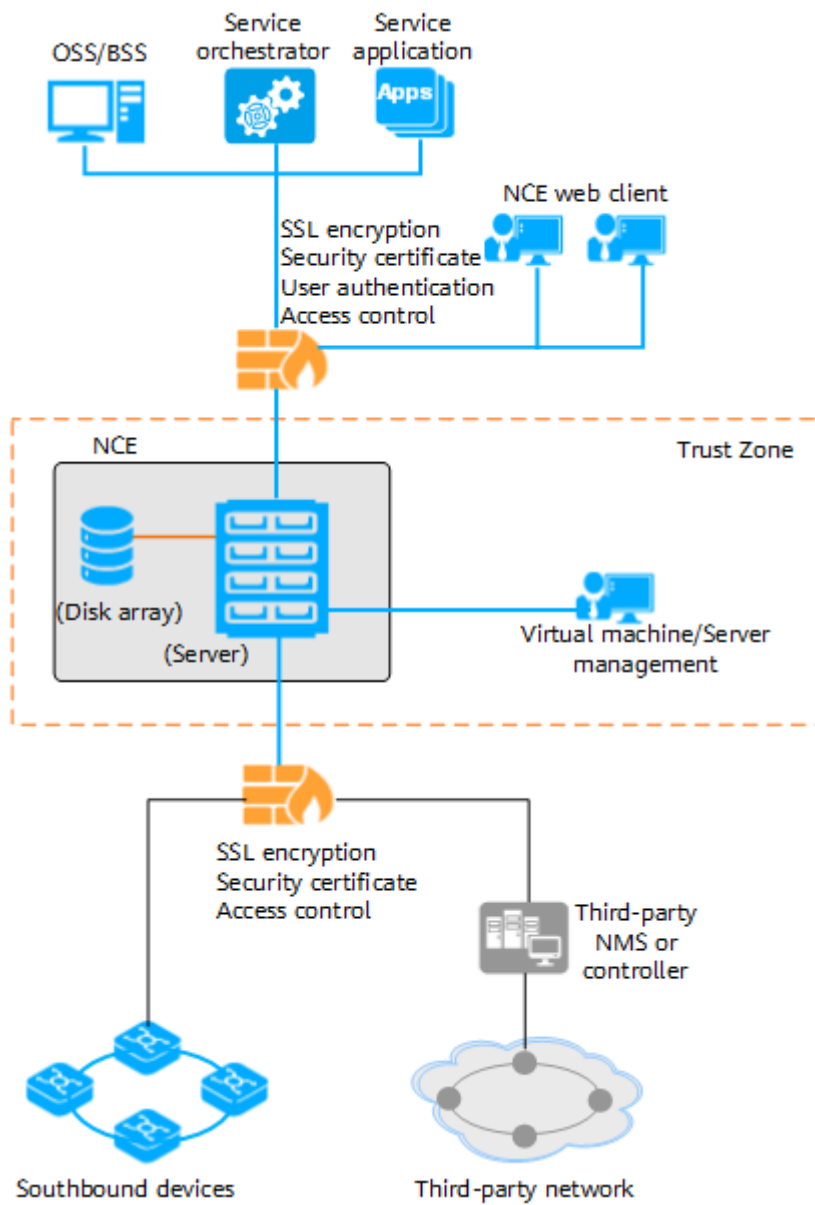 OSS/BSS
Service
orchestrator
Service
application
Apps
NCE web client
SSL encryption
Security certificate
User authentication
Access control
NCE
Trust Zone
(Disk array)
(Server)
Virtual machine/Server
management
SSL encryption
Security certificate
Access control
Third-party
NMS or
controller
Southbound devices
Third-party network